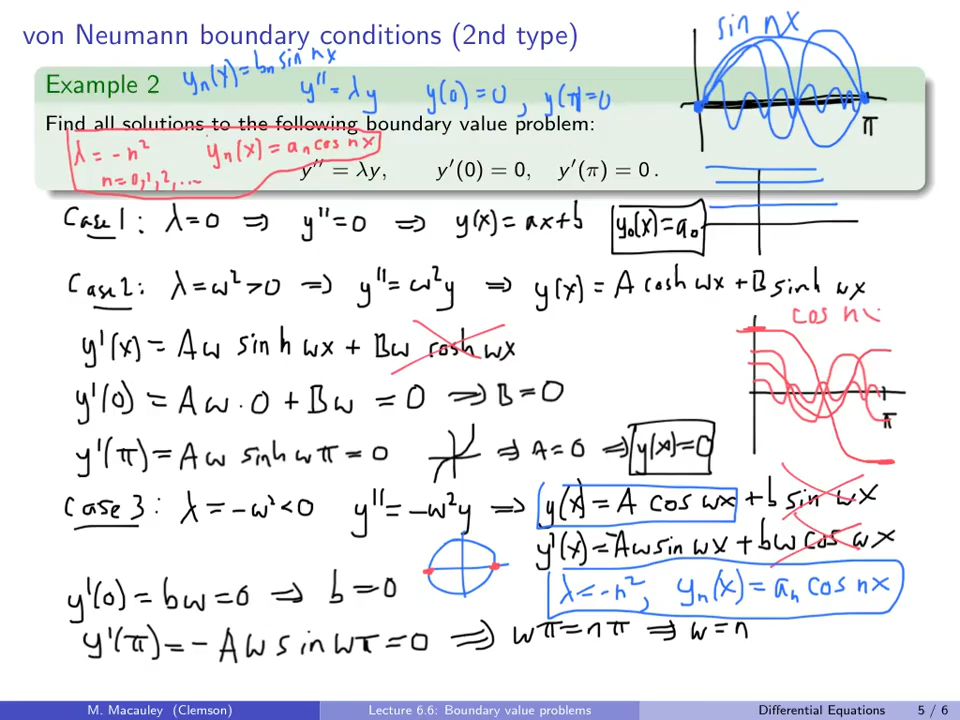 von Neumann boundary conditions (2nd type)
sin nx
Example 2
yₙ(x) = bₙ sin nx
y'' = λy
y(0) = 0, y(π) = 0
Find all solutions to the following boundary value problem:
π
λ = -n²
n = 0, 1, 2, ...
yₙ(x) = aₙ cos nx
y'' = λy, y'(0) = 0, y'(π) = 0.
Case 1: λ = 0 ⇒ y'' = 0 ⇒ y(x) = ax + b y₀(x) = a₀
Case 2: λ = ω² > 0 ⇒ y'' = ω²y ⇒ y(x) = A cosh ωx + B sinh ωx
cos nx
y'(x) = Aω sinh ωx + Bω cosh ωx
y'(0) = Aω · 0 + Bω = 0 ⇒ B = 0
π
y'(π) = Aω sinh ωπ = 0 ⇒ A = 0 ⇒ y(x) = 0
Case 3: λ = -ω² < 0 y'' = -ω²y ⇒ y(x) = A cos ωx + b sin ωx
y'(x) = -Aω sin ωx + bω cos ωx
y'(0) = bω = 0 ⇒ b = 0
λ = -n², yₙ(x) = aₙ cos nx
y'(π) = - Aω sin ωπ = 0 ⇒ ωπ = nπ ⇒ ω = n
M. Macauley (Clemson) Lecture 6.6: Boundary value problems Differential Equations 5 / 6